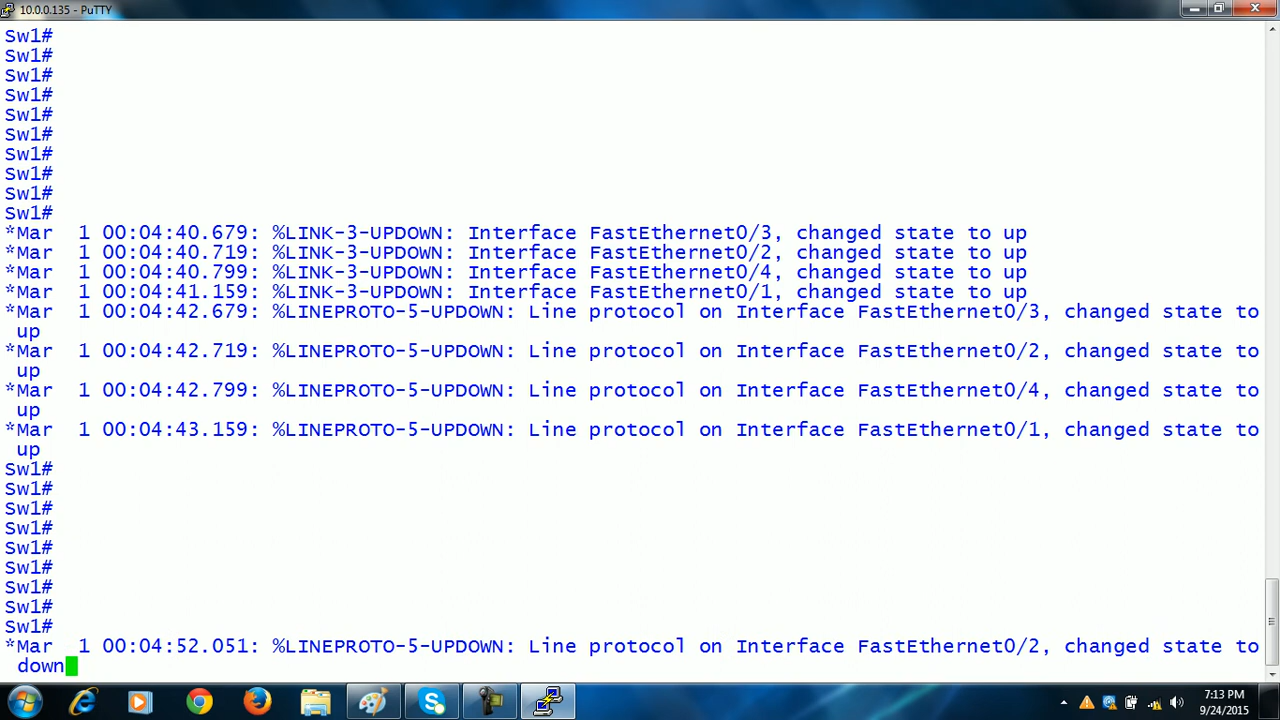 10.0.0.135 - PuTTY
Sw1#
Sw1#
Sw1#
Sw1#
Sw1#
Sw1#
Sw1#
Sw1#
Sw1#
Sw1#
*Mar  1 00:04:40.679: %LINK-3-UPDOWN: Interface FastEthernet0/3, changed state to up
*Mar  1 00:04:40.719: %LINK-3-UPDOWN: Interface FastEthernet0/2, changed state to up
*Mar  1 00:04:40.799: %LINK-3-UPDOWN: Interface FastEthernet0/4, changed state to up
*Mar  1 00:04:41.159: %LINK-3-UPDOWN: Interface FastEthernet0/1, changed state to up
*Mar  1 00:04:42.679: %LINEPROTO-5-UPDOWN: Line protocol on Interface FastEthernet0/3, changed state to
up
*Mar  1 00:04:42.719: %LINEPROTO-5-UPDOWN: Line protocol on Interface FastEthernet0/2, changed state to
up
*Mar  1 00:04:42.799: %LINEPROTO-5-UPDOWN: Line protocol on Interface FastEthernet0/4, changed state to
up
*Mar  1 00:04:43.159: %LINEPROTO-5-UPDOWN: Line protocol on Interface FastEthernet0/1, changed state to
up
Sw1#
Sw1#
Sw1#
Sw1#
Sw1#
Sw1#
Sw1#
Sw1#
Sw1#
*Mar  1 00:04:52.051: %LINEPROTO-5-UPDOWN: Line protocol on Interface FastEthernet0/2, changed state to
down
7:13 PM
9/24/2015